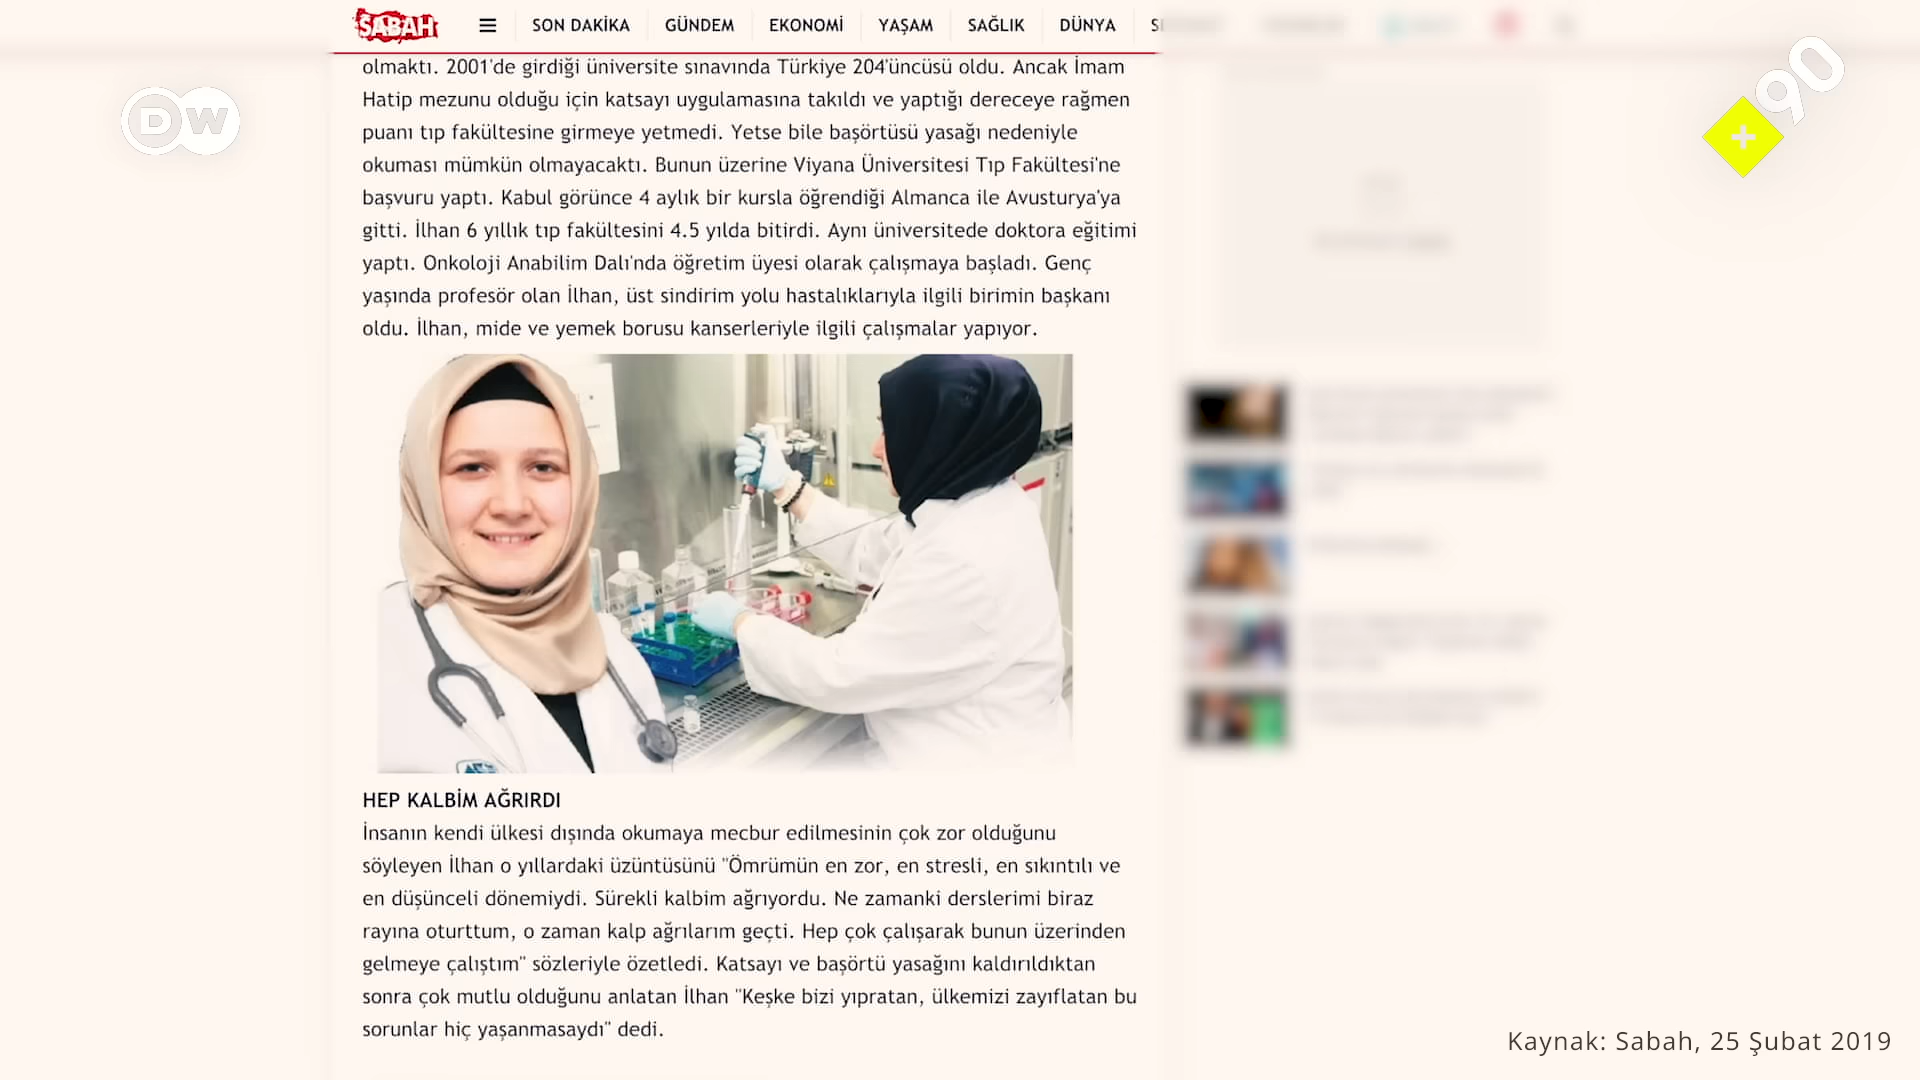 SABAH
SON DAKİKA
GÜNDEM
EKONOMİ
YAŞAM
SAĞLIK
DÜNYA
DW
+90
olmaktı. 2001'de girdiği üniversite sınavında Türkiye 204'üncüsü oldu. Ancak İmam
Hatip mezunu olduğu için katsayı uygulamasına takıldı ve yaptığı dereceye rağmen
puanı tıp fakültesine girmeye yetmedi. Yetse bile başörtüsü yasağı nedeniyle
okuması mümkün olmayacaktı. Bunun üzerine Viyana Üniversitesi Tıp Fakültesi'ne
başvuru yaptı. Kabul görünce 4 aylık bir kursla öğrendiği Almanca ile Avusturya'ya
gitti. İlhan 6 yıllık tıp fakültesini 4.5 yılda bitirdi. Aynı üniversitede doktora eğitimi
yaptı. Onkoloji Anabilim Dalı'nda öğretim üyesi olarak çalışmaya başladı. Genç
yaşında profesör olan İlhan, üst sindirim yolu hastalıklarıyla ilgili birimin başkanı
oldu. İlhan, mide ve yemek borusu kanserleriyle ilgili çalışmalar yapıyor.
HEP KALBİM AĞRIRDI
İnsanın kendi ülkesi dışında okumaya mecbur edilmesinin çok zor olduğunu
söyleyen İlhan o yıllardaki üzüntüsünü "Ömrümün en zor, en stresli, en sıkıntılı ve
en düşünceli dönemiydi. Sürekli kalbim ağrıyordu. Ne zamanki derslerimi biraz
rayına oturttum, o zaman kalp ağrılarım geçti. Hep çok çalışarak bunun üzerinden
gelmeye çalıştım" sözleriyle özetledi. Katsayı ve başörtü yasağını kaldırıldıktan
sonra çok mutlu olduğunu anlatan İlhan "Keşke bizi yıpratan, ülkemizi zayıflatan bu
sorunlar hiç yaşanmasaydı" dedi.
Kaynak: Sabah, 25 Şubat 2019